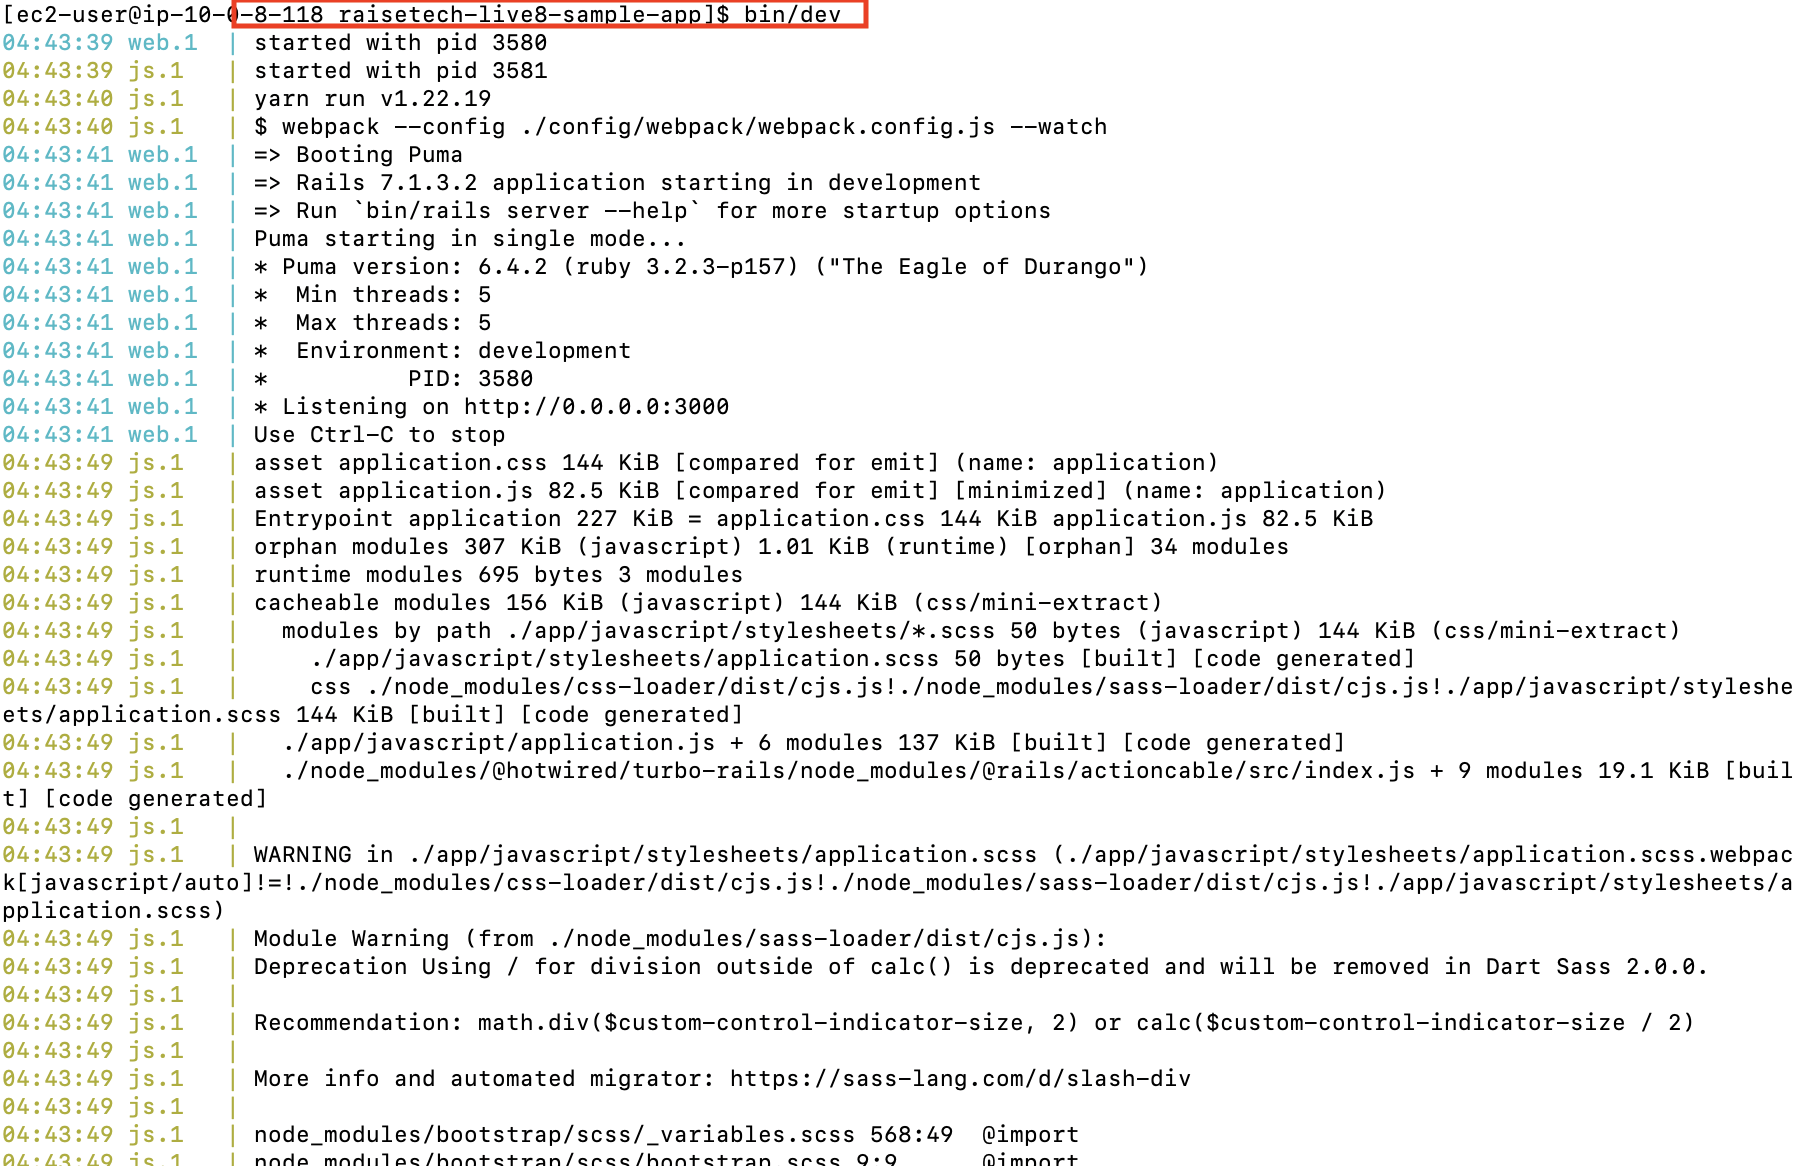 [ec2-user@ip-10-0-8-118 raisetech-live8-sample-app]$ bin/dev
04:43:39 web.1  | started with pid 3580
04:43:39 js.1   | started with pid 3581
04:43:40 js.1   | yarn run v1.22.19
04:43:40 js.1   | $ webpack --config ./config/webpack/webpack.config.js --watch
04:43:41 web.1  | => Booting Puma
04:43:41 web.1  | => Rails 7.1.3.2 application starting in development
04:43:41 web.1  | => Run `bin/rails server --help` for more startup options
04:43:41 web.1  | Puma starting in single mode...
04:43:41 web.1  | * Puma version: 6.4.2 (ruby 3.2.3-p157) ("The Eagle of Durango")
04:43:41 web.1  | *  Min threads: 5
04:43:41 web.1  | *  Max threads: 5
04:43:41 web.1  | *  Environment: development
04:43:41 web.1  | *          PID: 3580
04:43:41 web.1  | * Listening on http://0.0.0.0:3000
04:43:41 web.1  | Use Ctrl-C to stop
04:43:49 js.1   | asset application.css 144 KiB [compared for emit] (name: application)
04:43:49 js.1   | asset application.js 82.5 KiB [compared for emit] [minimized] (name: application)
04:43:49 js.1   | Entrypoint application 227 KiB = application.css 144 KiB application.js 82.5 KiB
04:43:49 js.1   | orphan modules 307 KiB (javascript) 1.01 KiB (runtime) [orphan] 34 modules
04:43:49 js.1   | runtime modules 695 bytes 3 modules
04:43:49 js.1   | cacheable modules 156 KiB (javascript) 144 KiB (css/mini-extract)
04:43:49 js.1   |   modules by path ./app/javascript/stylesheets/*.scss 50 bytes (javascript) 144 KiB (css/mini-extract)
04:43:49 js.1   |     ./app/javascript/stylesheets/application.scss 50 bytes [built] [code generated]
04:43:49 js.1   |     css ./node_modules/css-loader/dist/cjs.js!./node_modules/sass-loader/dist/cjs.js!./app/javascript/styleshe
ets/application.scss 144 KiB [built] [code generated]
04:43:49 js.1   |   ./app/javascript/application.js + 6 modules 137 KiB [built] [code generated]
04:43:49 js.1   |   ./node_modules/@hotwired/turbo-rails/node_modules/@rails/actioncable/src/index.js + 9 modules 19.1 KiB [buil
t] [code generated]
04:43:49 js.1   |
04:43:49 js.1   | WARNING in ./app/javascript/stylesheets/application.scss (./app/javascript/stylesheets/application.scss.webpac
k[javascript/auto]!=!./node_modules/css-loader/dist/cjs.js!./node_modules/sass-loader/dist/cjs.js!./app/javascript/stylesheets/a
pplication.scss)
04:43:49 js.1   | Module Warning (from ./node_modules/sass-loader/dist/cjs.js):
04:43:49 js.1   | Deprecation Using / for division outside of calc() is deprecated and will be removed in Dart Sass 2.0.0.
04:43:49 js.1   |
04:43:49 js.1   | Recommendation: math.div($custom-control-indicator-size, 2) or calc($custom-control-indicator-size / 2)
04:43:49 js.1   |
04:43:49 js.1   | More info and automated migrator: https://sass-lang.com/d/slash-div
04:43:49 js.1   |
04:43:49 js.1   | node_modules/bootstrap/scss/_variables.scss 568:49  @import
04:43:49 js.1   | node_modules/bootstrap/scss/bootstrap.scss 9:9      @import